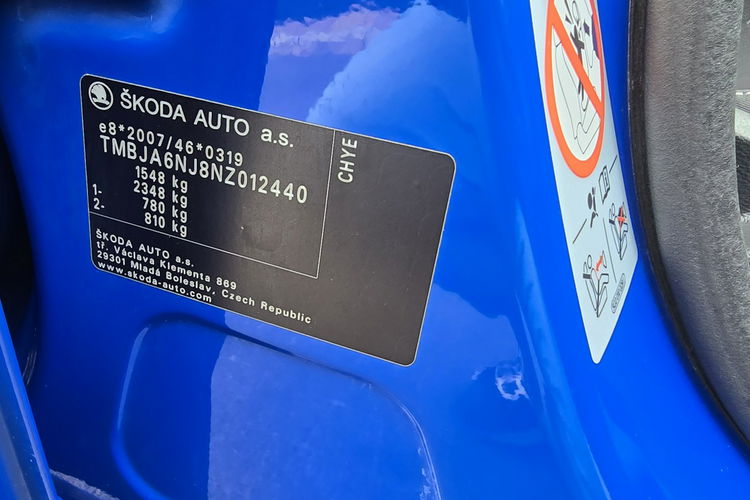 ŠKODA AUTO a.s.
e8*2007/46*0319
TMBJA6NJ8NZ012440
1548 kg
1- 2348 kg
2- 780 kg
810 kg
CHYE
ŠKODA AUTO a.s.
tř. Václava Klementa 869
29301 Mladá Boleslav, Czech Republic
www.skoda-auto.com